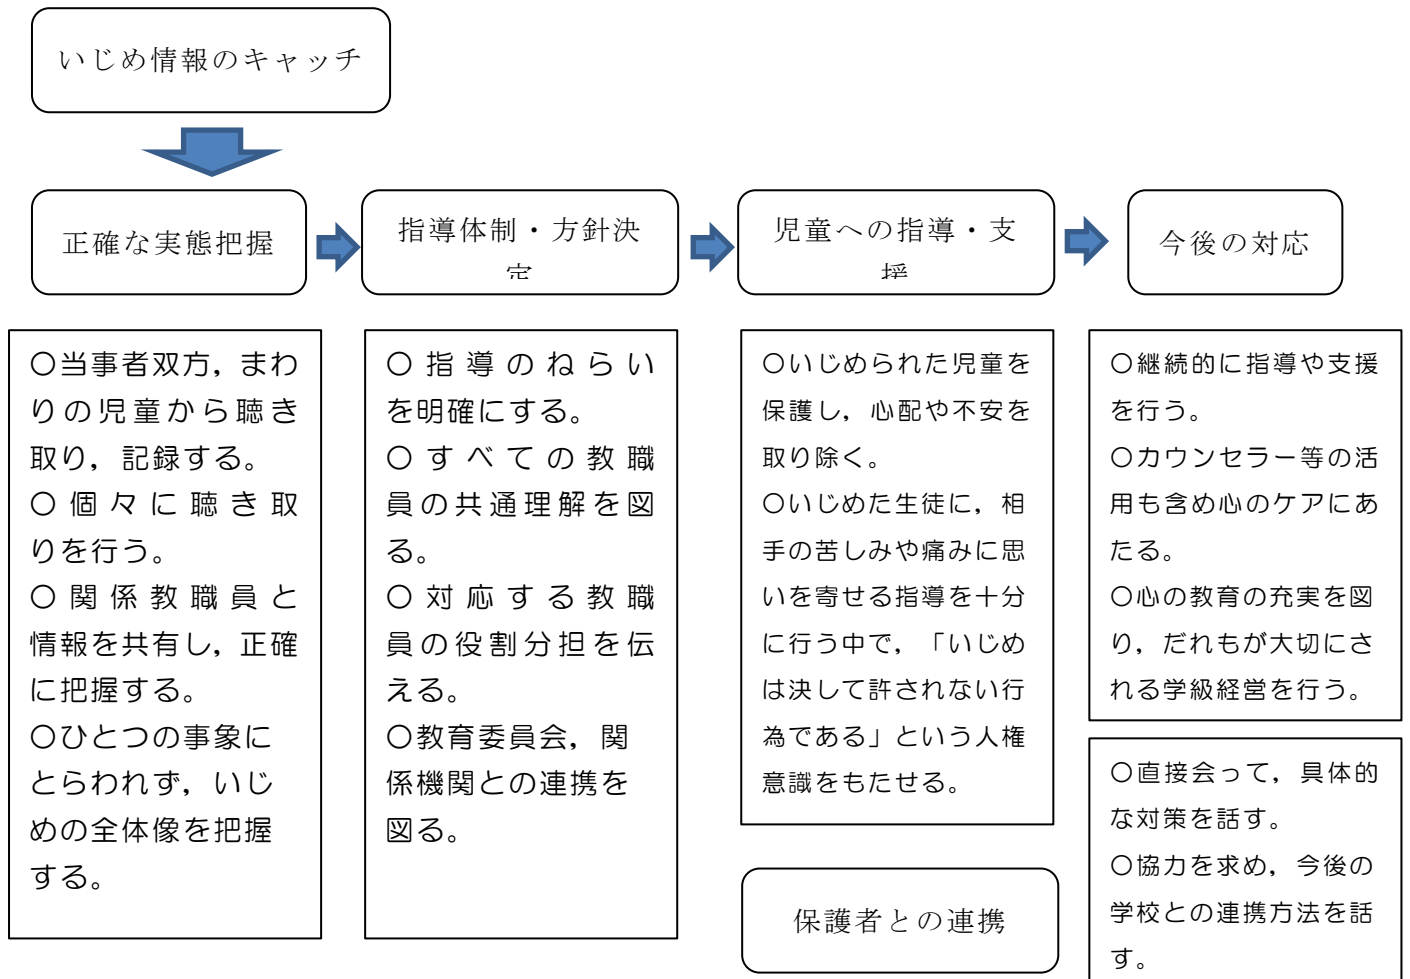 いじめ情報のキャッチ
正確な実態把握
指導体制・方針決
定
児童への指導・支
援
今後の対応
〇当事者双方，まわ
りの児童から聴き
取り，記録する。
〇個々に聴き取
りを行う。
〇関係教職員と
情報を共有し，正確
に把握する。
〇ひとつの事象に
とらわれず，いじ
めの全体像を把握
する。
〇指導のねらい
を明確にする。
〇すべての教職
員の共通理解を図
る。
〇対応する教職
員の役割分担を伝
える。
〇教育委員会，関
係機関との連携を
図る。
〇いじめられた児童を
保護し，心配や不安を
取り除く。
〇いじめた生徒に，相
手の苦しみや痛みに思
いを寄せる指導を十分
に行う中で，「いじめ
は決して許されない行
為である」という人権
意識をもたせる。
〇継続的に指導や支援
を行う。
〇カウンセラー等の活
用も含め心のケアにあ
たる。
〇心の教育の充実を図
り，だれもが大切にさ
れる学級経営を行う。
保護者との連携
〇直接会って，具体的
な対策を話す。
〇協力を求め，今後の
学校との連携方法を話
す。